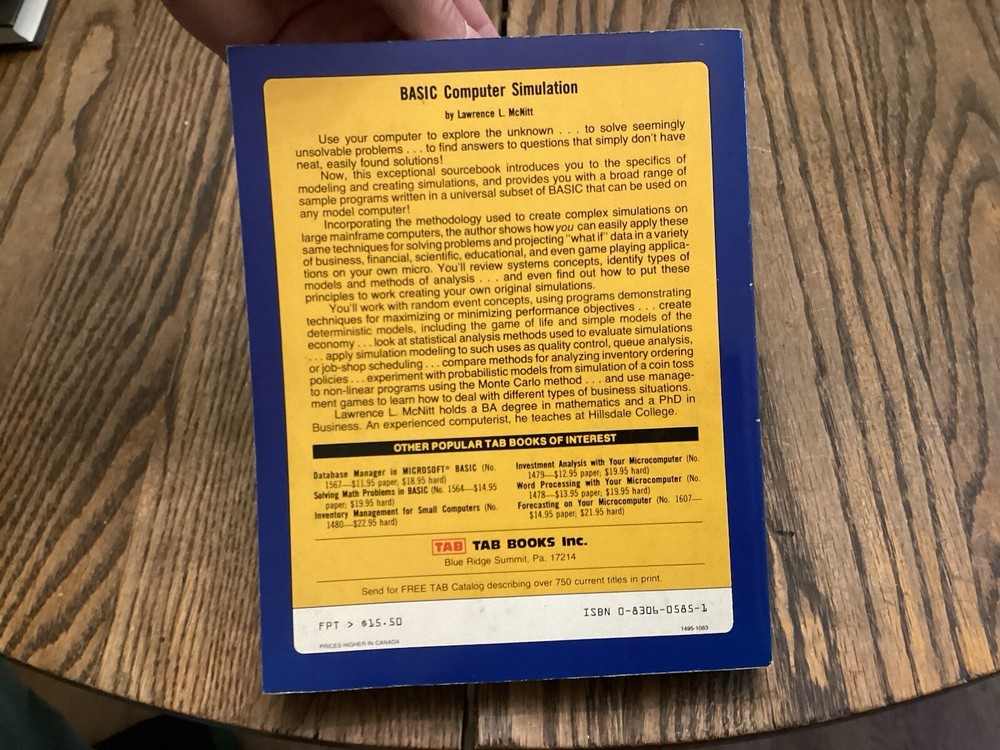 BASIC Computer Simulation
by Lawrence L. McNitt
Use your computer to explore the unknown . . . to solve seemingly
unsolvable problems . . . to find answers to questions that simply don't have
neat, easily found solutions!
Now, this exceptional sourcebook introduces you to the specifics of
modeling and creating simulations, and provides you with a broad range of
sample programs written in a universal subset of BASIC that can be used on
any model computer!
Incorporating the methodology used to create complex simulations on
large mainframe computers, the author shows how you can easily apply these
same techniques for solving problems and projecting "what if" data in a variety
of business, financial, scientific, educational, and even game playing applica-
tions on your own micro. You'll review systems concepts, identify types of
models and methods of analysis . . . and even find out how to put these
principles to work creating your own original simulations.
You'll work with random event concepts, using programs demonstrating
techniques for maximizing or minimizing performance objectives . . . create
deterministic models, including the game of life and simple models of the
economy . . . look at statistical analysis methods used to evaluate simulations
. . . apply simulation modeling to such uses as quality control, queue analysis,
or job-shop scheduling . . . compare methods for analyzing inventory ordering
policies . . . experiment with probabilistic models from simulation of a coin toss
to non-linear programs using the Monte Carlo method . . . and use manage-
ment games to learn how to deal with different types of business situations.
Lawrence L. McNitt holds a BA degree in mathematics and a PhD in
Business. An experienced computerist, he teaches at Hillsdale College.
OTHER POPULAR TAB BOOKS OF INTEREST
Database Manager in MICROSOFT® BASIC (No.
1567—$11.95 paper; $18.95 hard)
Solving Math Problems in BASIC (No. 1564—$14.95
paper; $19.95 hard)
Inventory Management for Small Computers (No.
1480—$22.95 hard)
Investment Analysis with Your Microcomputer (No.
1479—$12.95 paper; $19.95 hard)
Word Processing with Your Microcomputer (No.
1478—$13.95 paper; $19.95 hard)
Forecasting on Your Microcomputer (No. 1607—
$14.95 paper; $21.95 hard)
TAB TAB BOOKS Inc.
Blue Ridge Summit, Pa. 17214
Send for FREE TAB Catalog describing over 750 current titles in print.
FPT > $15.50
ISBN 0-8306-0585-1
PRICES HIGHER IN CANADA
1495-1083